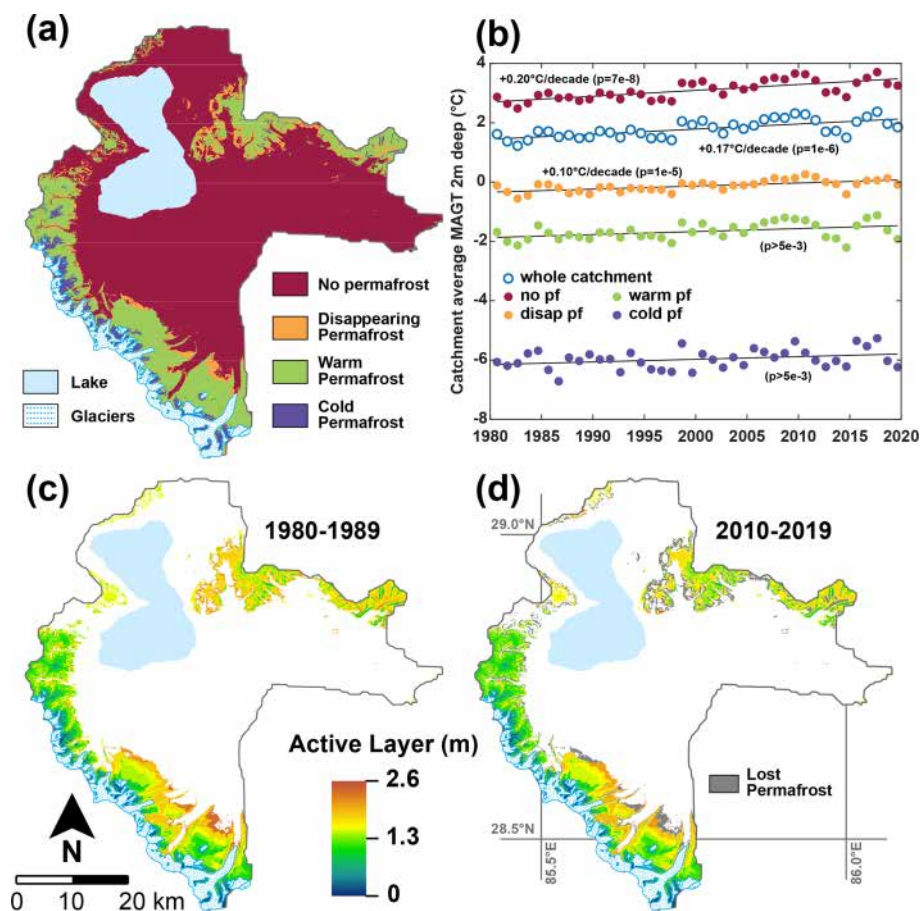 (a)
No permafrost
Disappearing
Permafrost
Warm
Permafrost
Cold
Permafrost
Lake
Glaciers
(b)
Catchment average MAGT 2m deep (°C)
4
2
0
-2
-4
-6
-8
+0.20°C/decade (p=7e-8)
+0.17°C/decade (p=1e-6)
+0.10°C/decade (p=1e-5)
(p>5e-3)
whole catchment
no pf
warm pf
disap pf
cold pf
(p>5e-3)
1980 1985 1990 1995 2000 2005 2010 2015 2020
(c)
1980-1989
Active Layer (m)
2.6
1.3
0
N
0 10 20 km
(d)
2010-2019
29.0°N
Lost
Permafrost
28.5°N
85.5°E
86.0°E